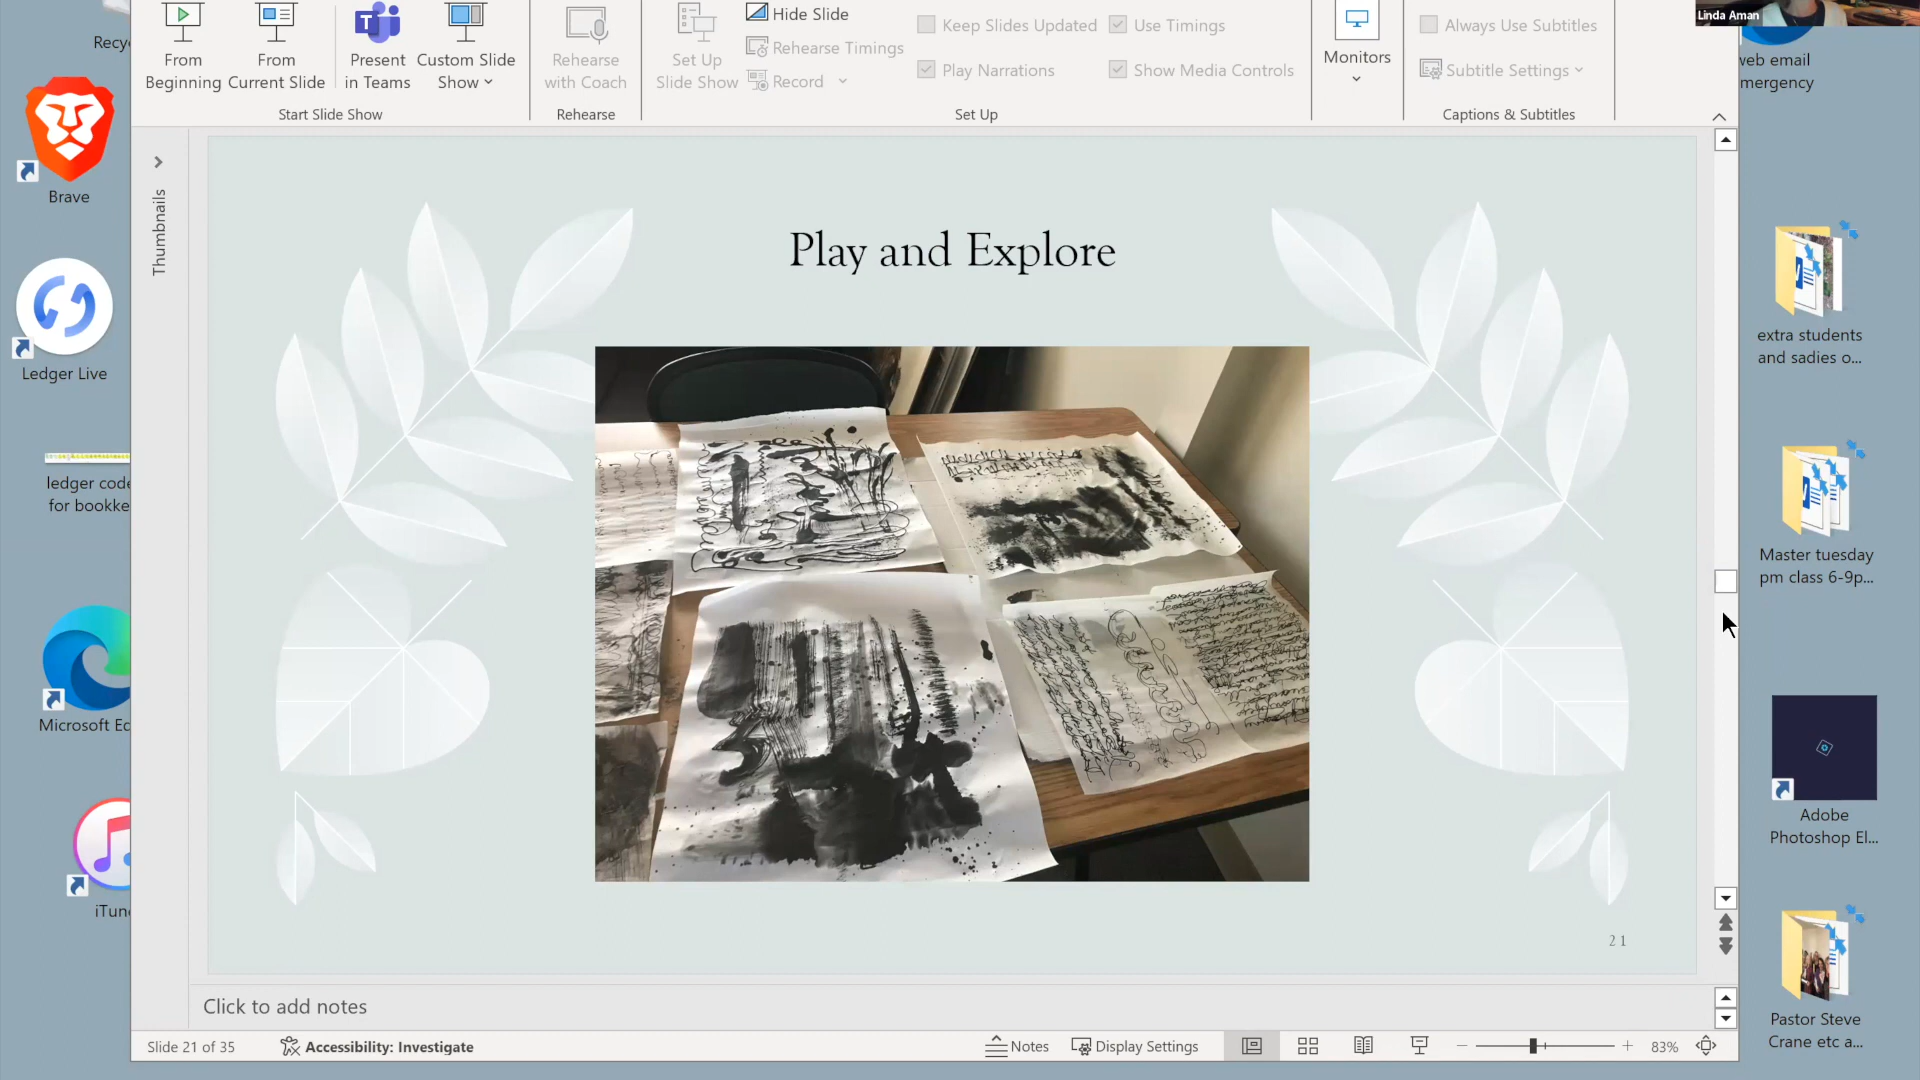 Recy
Brave
Ledger Live
ledger code
for bookke
Microsoft Ed
iTun
From
Beginning
From
Current Slide
Present
in Teams
Custom Slide
Show
Start Slide Show
Rehearse
with Coach
Rehearse
Set Up
Slide Show
Hide Slide
Rehearse Timings
Record
Keep Slides Updated
Play Narrations
Use Timings
Show Media Controls
Set Up
Monitors
Always Use Subtitles
Subtitle Settings
Captions & Subtitles
Linda Aman
web email
mergency
Thumbnails
Play and Explore
21
extra students
and sadies o...
Master tuesday
pm class 6-9p...
Adobe
Photoshop El...
Pastor Steve
Crane etc a...
Click to add notes
Slide 21 of 35
Accessibility: Investigate
Notes
Display Settings
83%